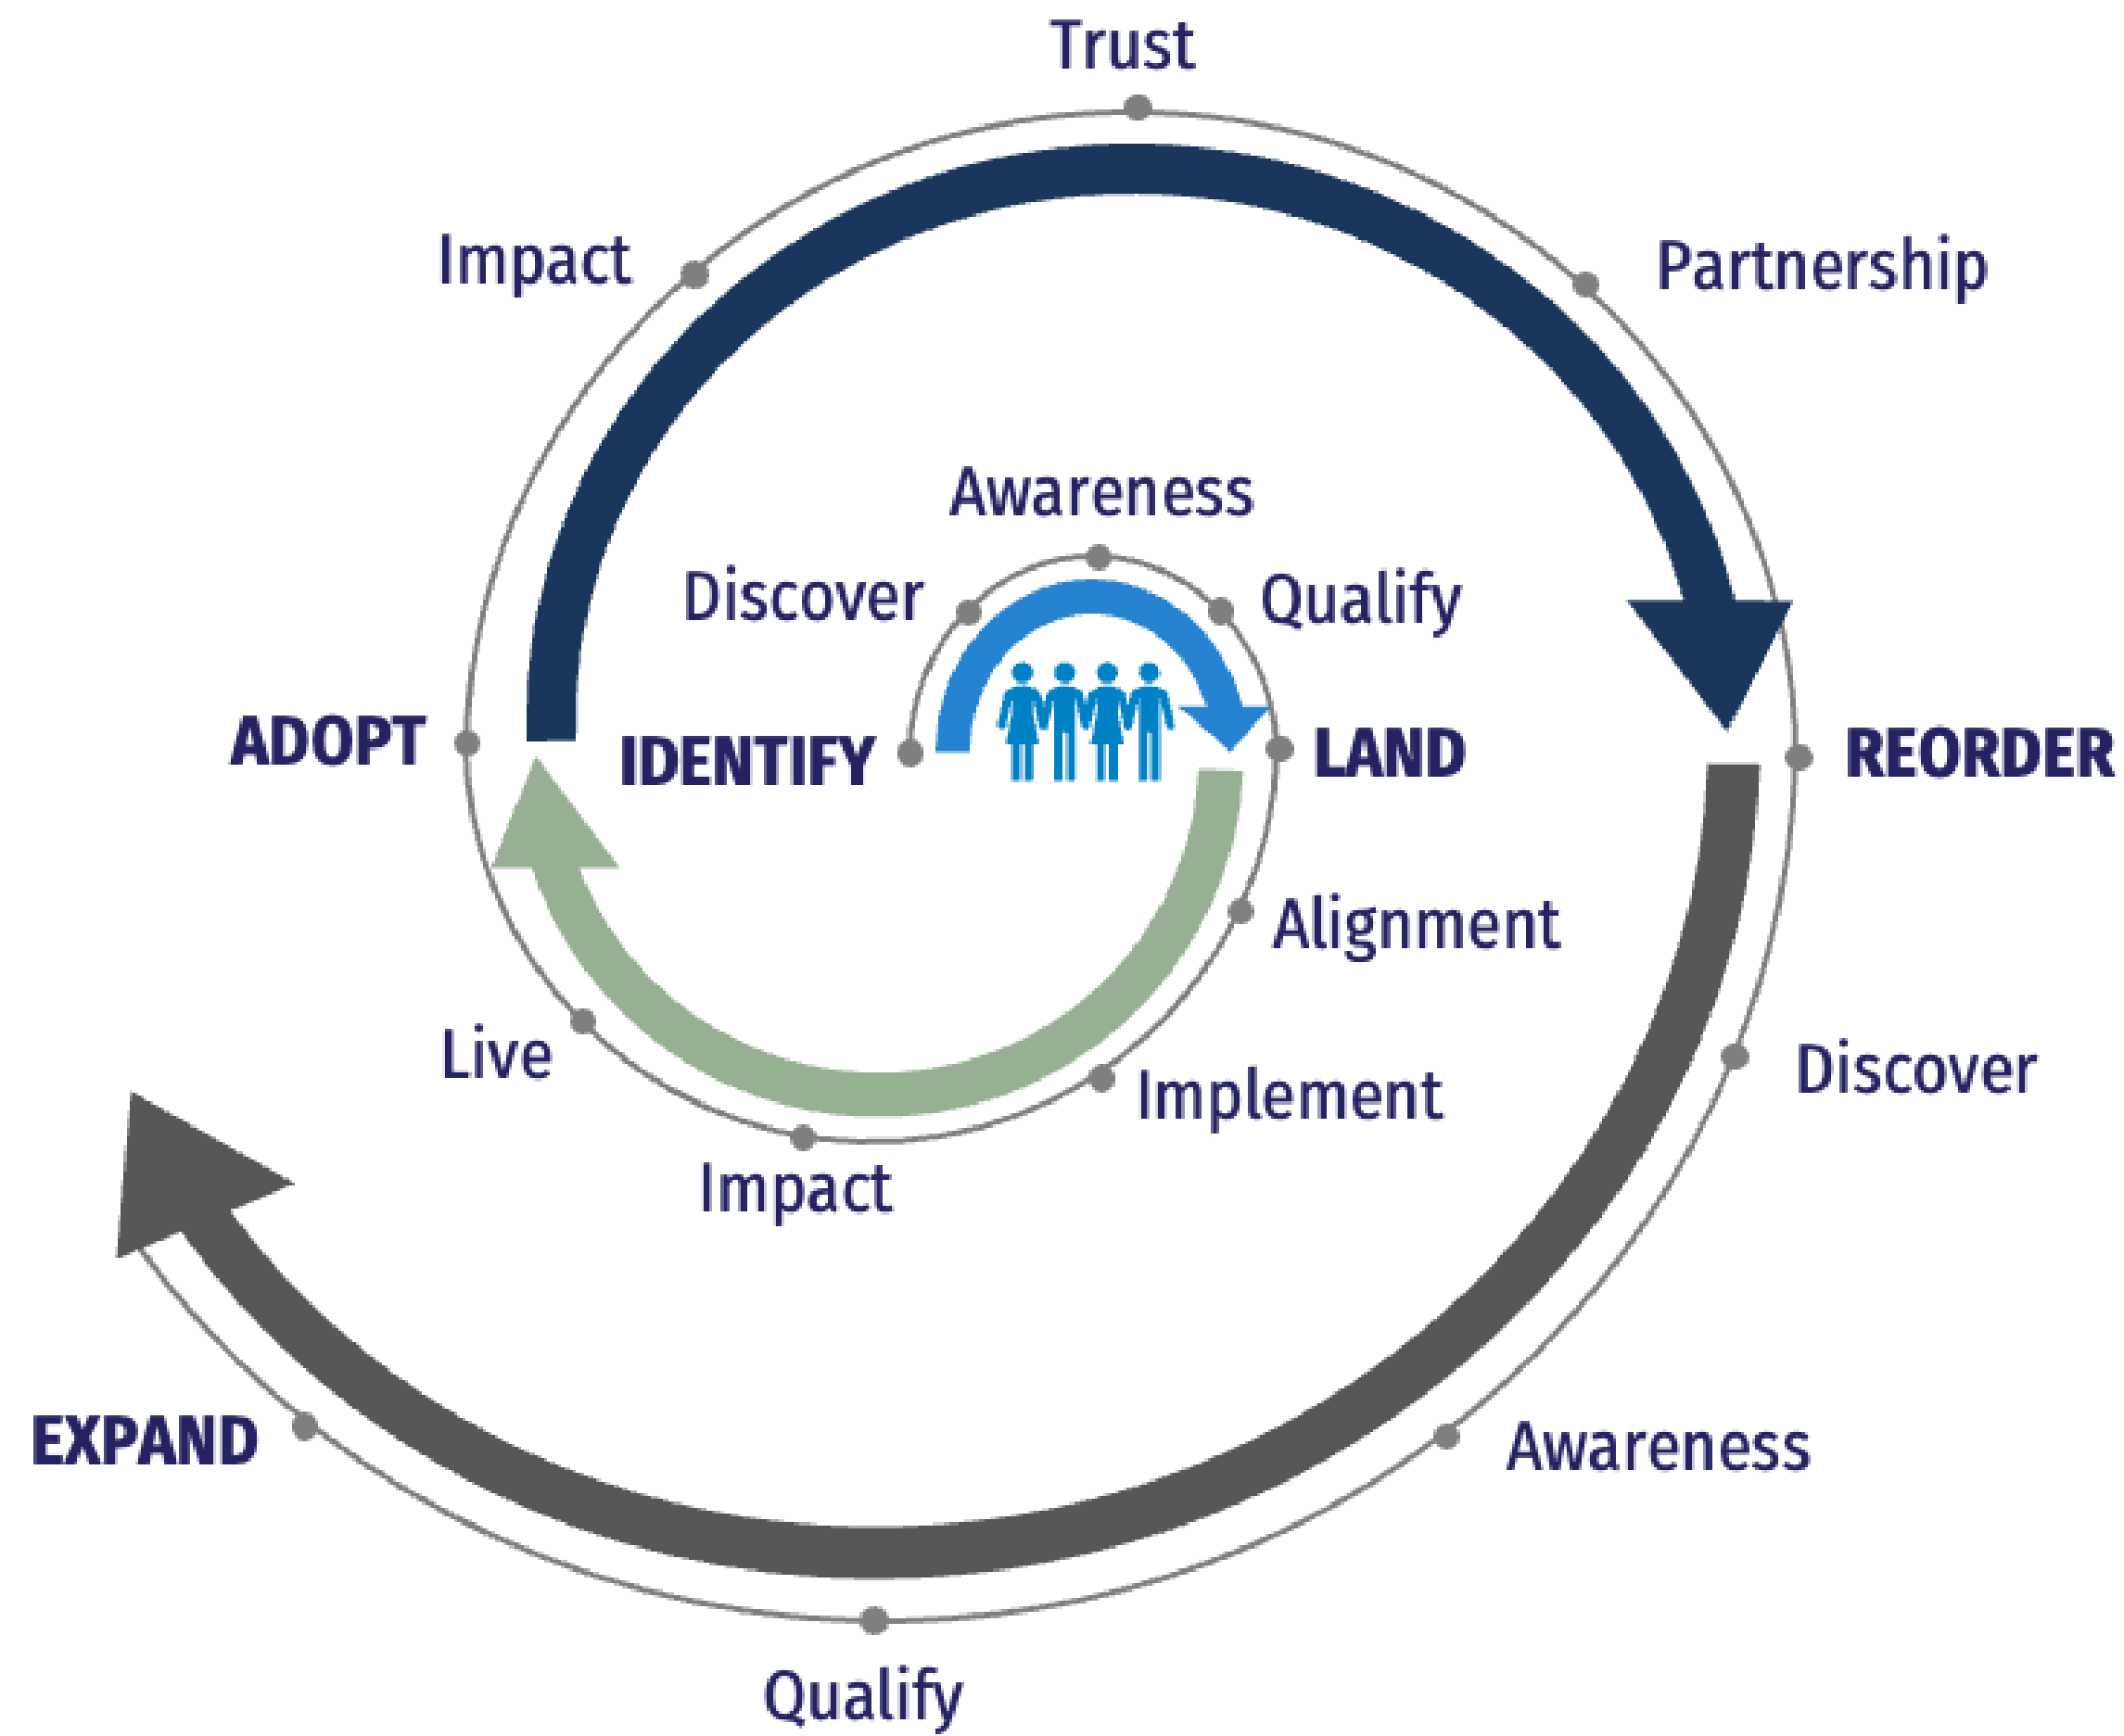 Trust
Impact
Partnership
Awareness
Discover
Qualify
ADOPT
IDENTIFY
LAND
REORDER
Alignment
Live
Implement
Discover
Impact
EXPAND
Awareness
Qualify